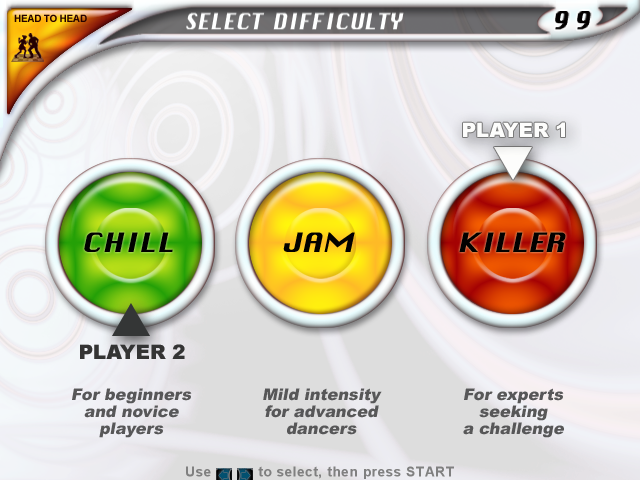 HEAD TO HEAD
SELECT DIFFICULTY
99
PLAYER 1
CHILL
JAM
KILLER
PLAYER 2
For beginners
and novice
players
Mild intensity
for advanced
dancers
For experts
seeking
a challenge
Use to select, then press START